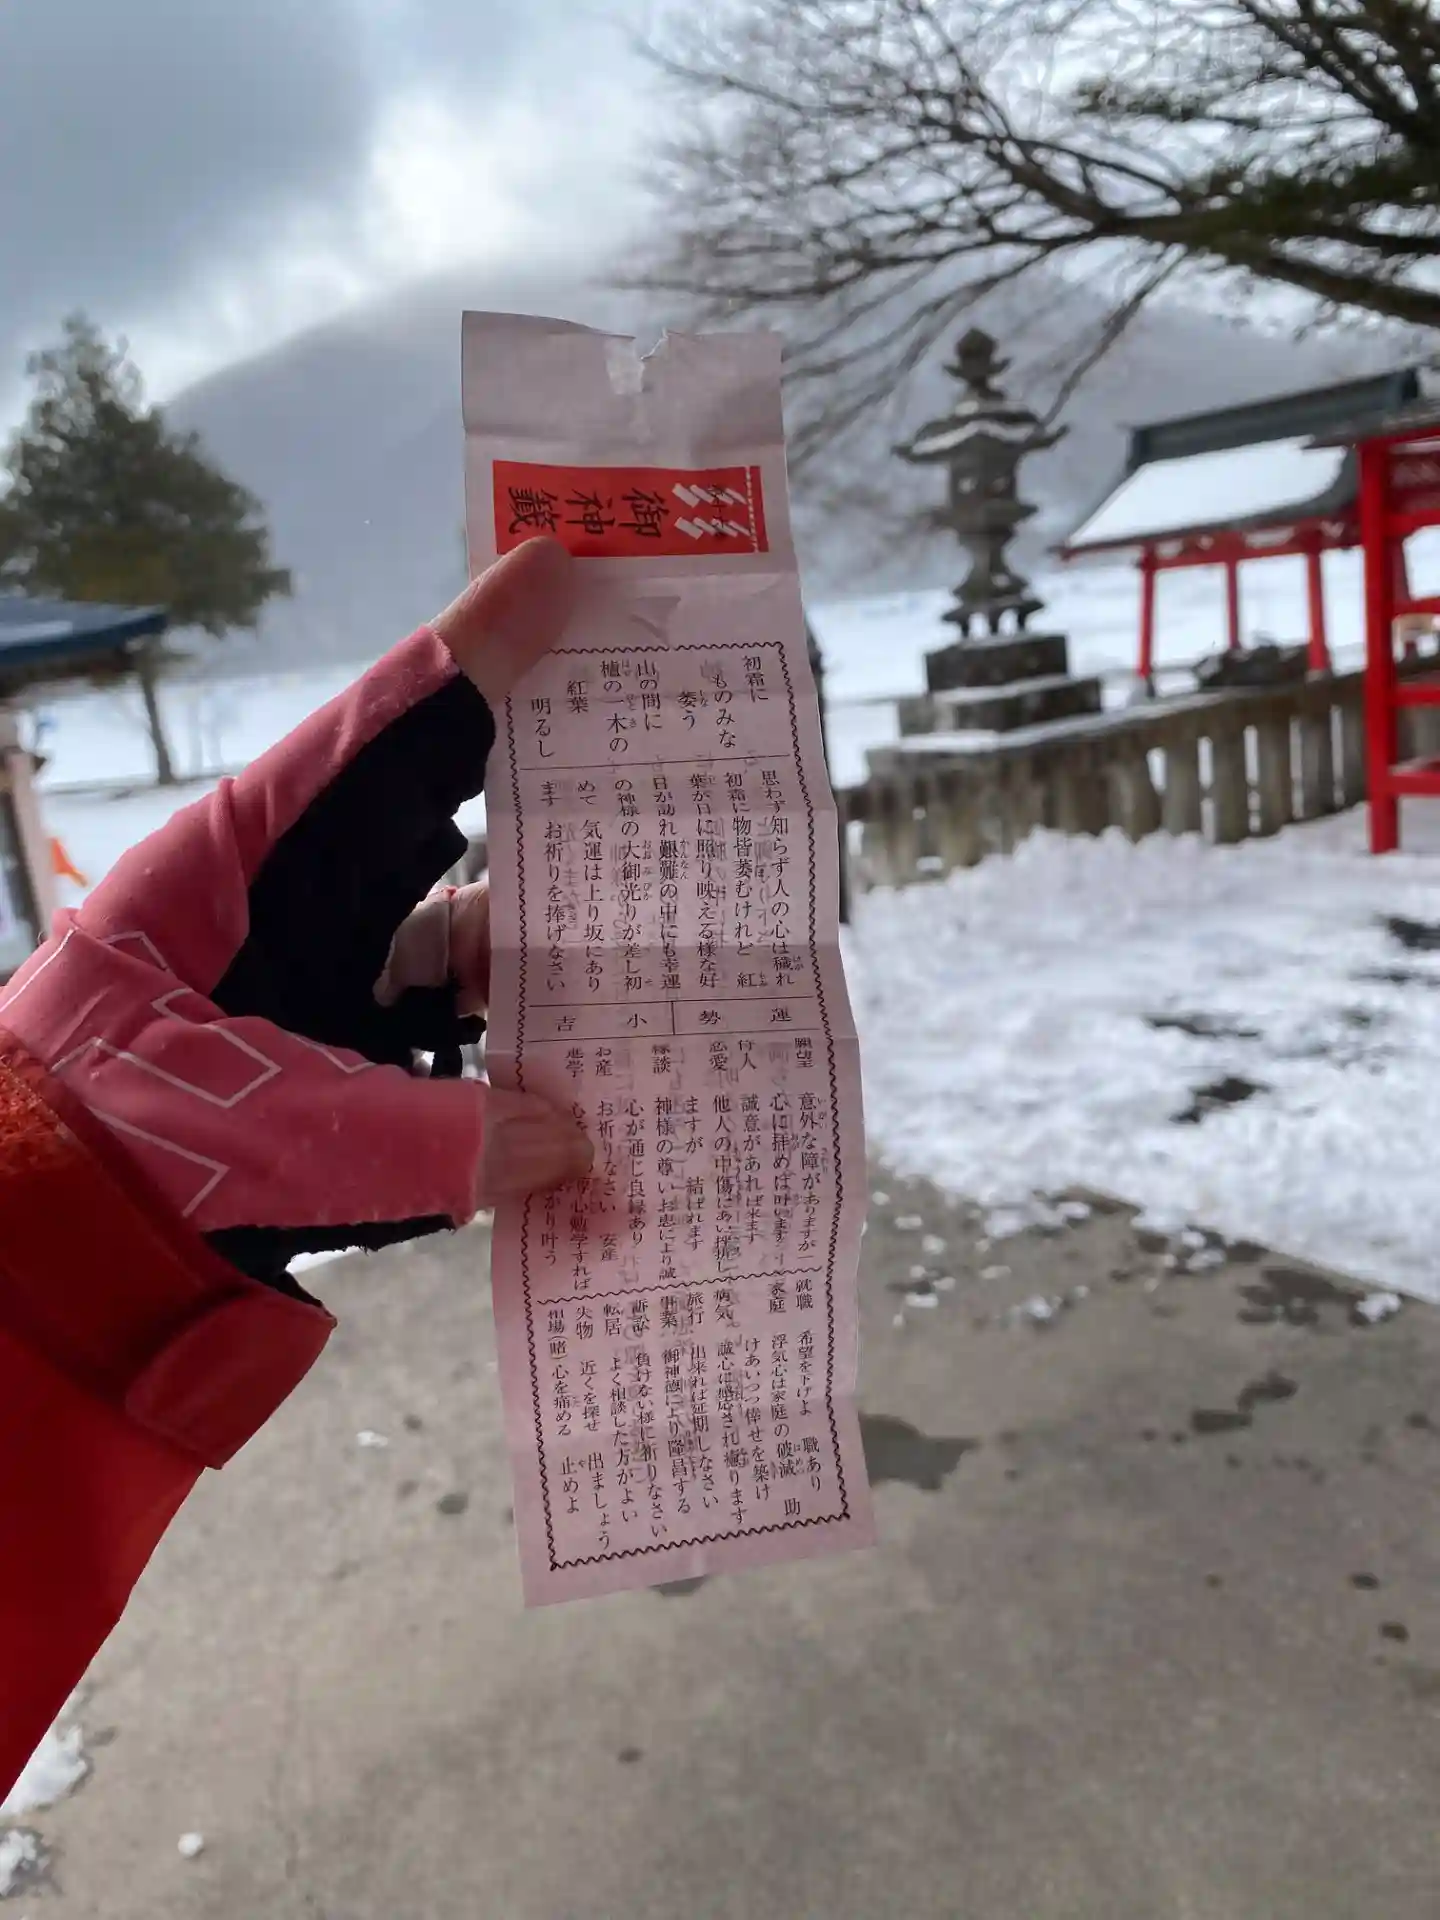 御神籤
初霜に
ものみな
萎う
山の間に
櫨の一木の
紅葉
明るし
思わず知らず人の心は穢れ
初霜に物皆萎むけれど 紅
葉が日に照り映える様な好
日が訪れ 艱難の中にも幸運
の神様の大御光りが差し初
めて 気運は上り坂にあり
ます お祈りを捧げなさい
運勢 小吉
願望 意外な障がありますが一
心に拝めば叶います
待人 誠意があれば来ます
恋愛 他人の中傷にあい挫折し
ますが 結ばれます
縁談 神様の尊いお恵により誠
心が通じ良縁あり
お産 お祈りなさい 安産
進学 心を 専心勉学すれば
かり叶う
就職 希望を下げよ 職あり
家庭 浮気心は家庭の破滅 助
けあいつつ倖せを築け
病気 誠心に感応され癒ります
旅行 出来れば延期しなさい
事業 御神徳により隆昌する
訴訟 負けない様に祈りなさい
転居 よく相談した方がよい
失物 近くを探せ 出ましょう
相場(賭) 心を痛める 止めよ